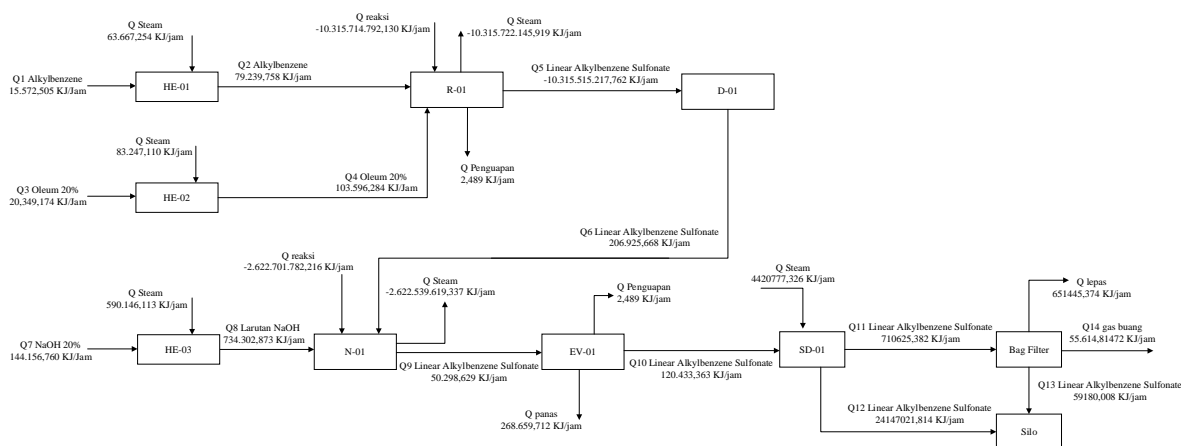 Q Steam
63.667,254 KJ/jam
Q reaksi
-10.315.714.792,130 KJ/jam
Q Steam
-10.315.722.145,919 KJ/jam
Q1 Alkylbenzene
15.572,505 KJ/Jam
HE-01
Q2 Alkylbenzene
79.239,758 KJ/jam
R-01
Q5 Linear Alkylbenzene Sulfonate
-10.315.515.217,762 KJ/jam
D-01
Q Steam
83.247,110 KJ/jam
Q3 Oleum 20%
20,349,174 KJ/Jam
HE-02
Q4 Oleum 20%
103.596,284 KJ/Jam
Q Penguapan
2,489 KJ/jam
Q6 Linear Alkylbenzene Sulfonate
206.925,668 KJ/jam
Q Steam
590.146,113 KJ/jam
Q reaksi
-2.622.701.782,216 KJ/jam
Q Steam
-2.622.539.619,337 KJ/jam
Q Penguapan
2,489 KJ/jam
Q Steam
4420777,326 KJ/jam
Q lepas
651445,374 KJ/jam
Q7 NaOH 20%
144.156,760 KJ/Jam
HE-03
Q8 Larutan NaOH
734.302,873 KJ/jam
N-01
Q9 Linear Alkylbenzene Sulfonate
50.298,629 KJ/jam
EV-01
Q10 Linear Alkylbenzene Sulfonate
120.433,363 KJ/jam
SD-01
Q11 Linear Alkylbenzene Sulfonate
710625,382 KJ/jam
Bag Filter
Q14 gas buang
55.614,81472 KJ/jam
Q panas
268.659,712 KJ/jam
Q12 Linear Alkylbenzene Sulfonate
24147021,814 KJ/jam
Q13 Linear Alkylbenzene Sulfonate
59180,008 KJ/jam
Silo